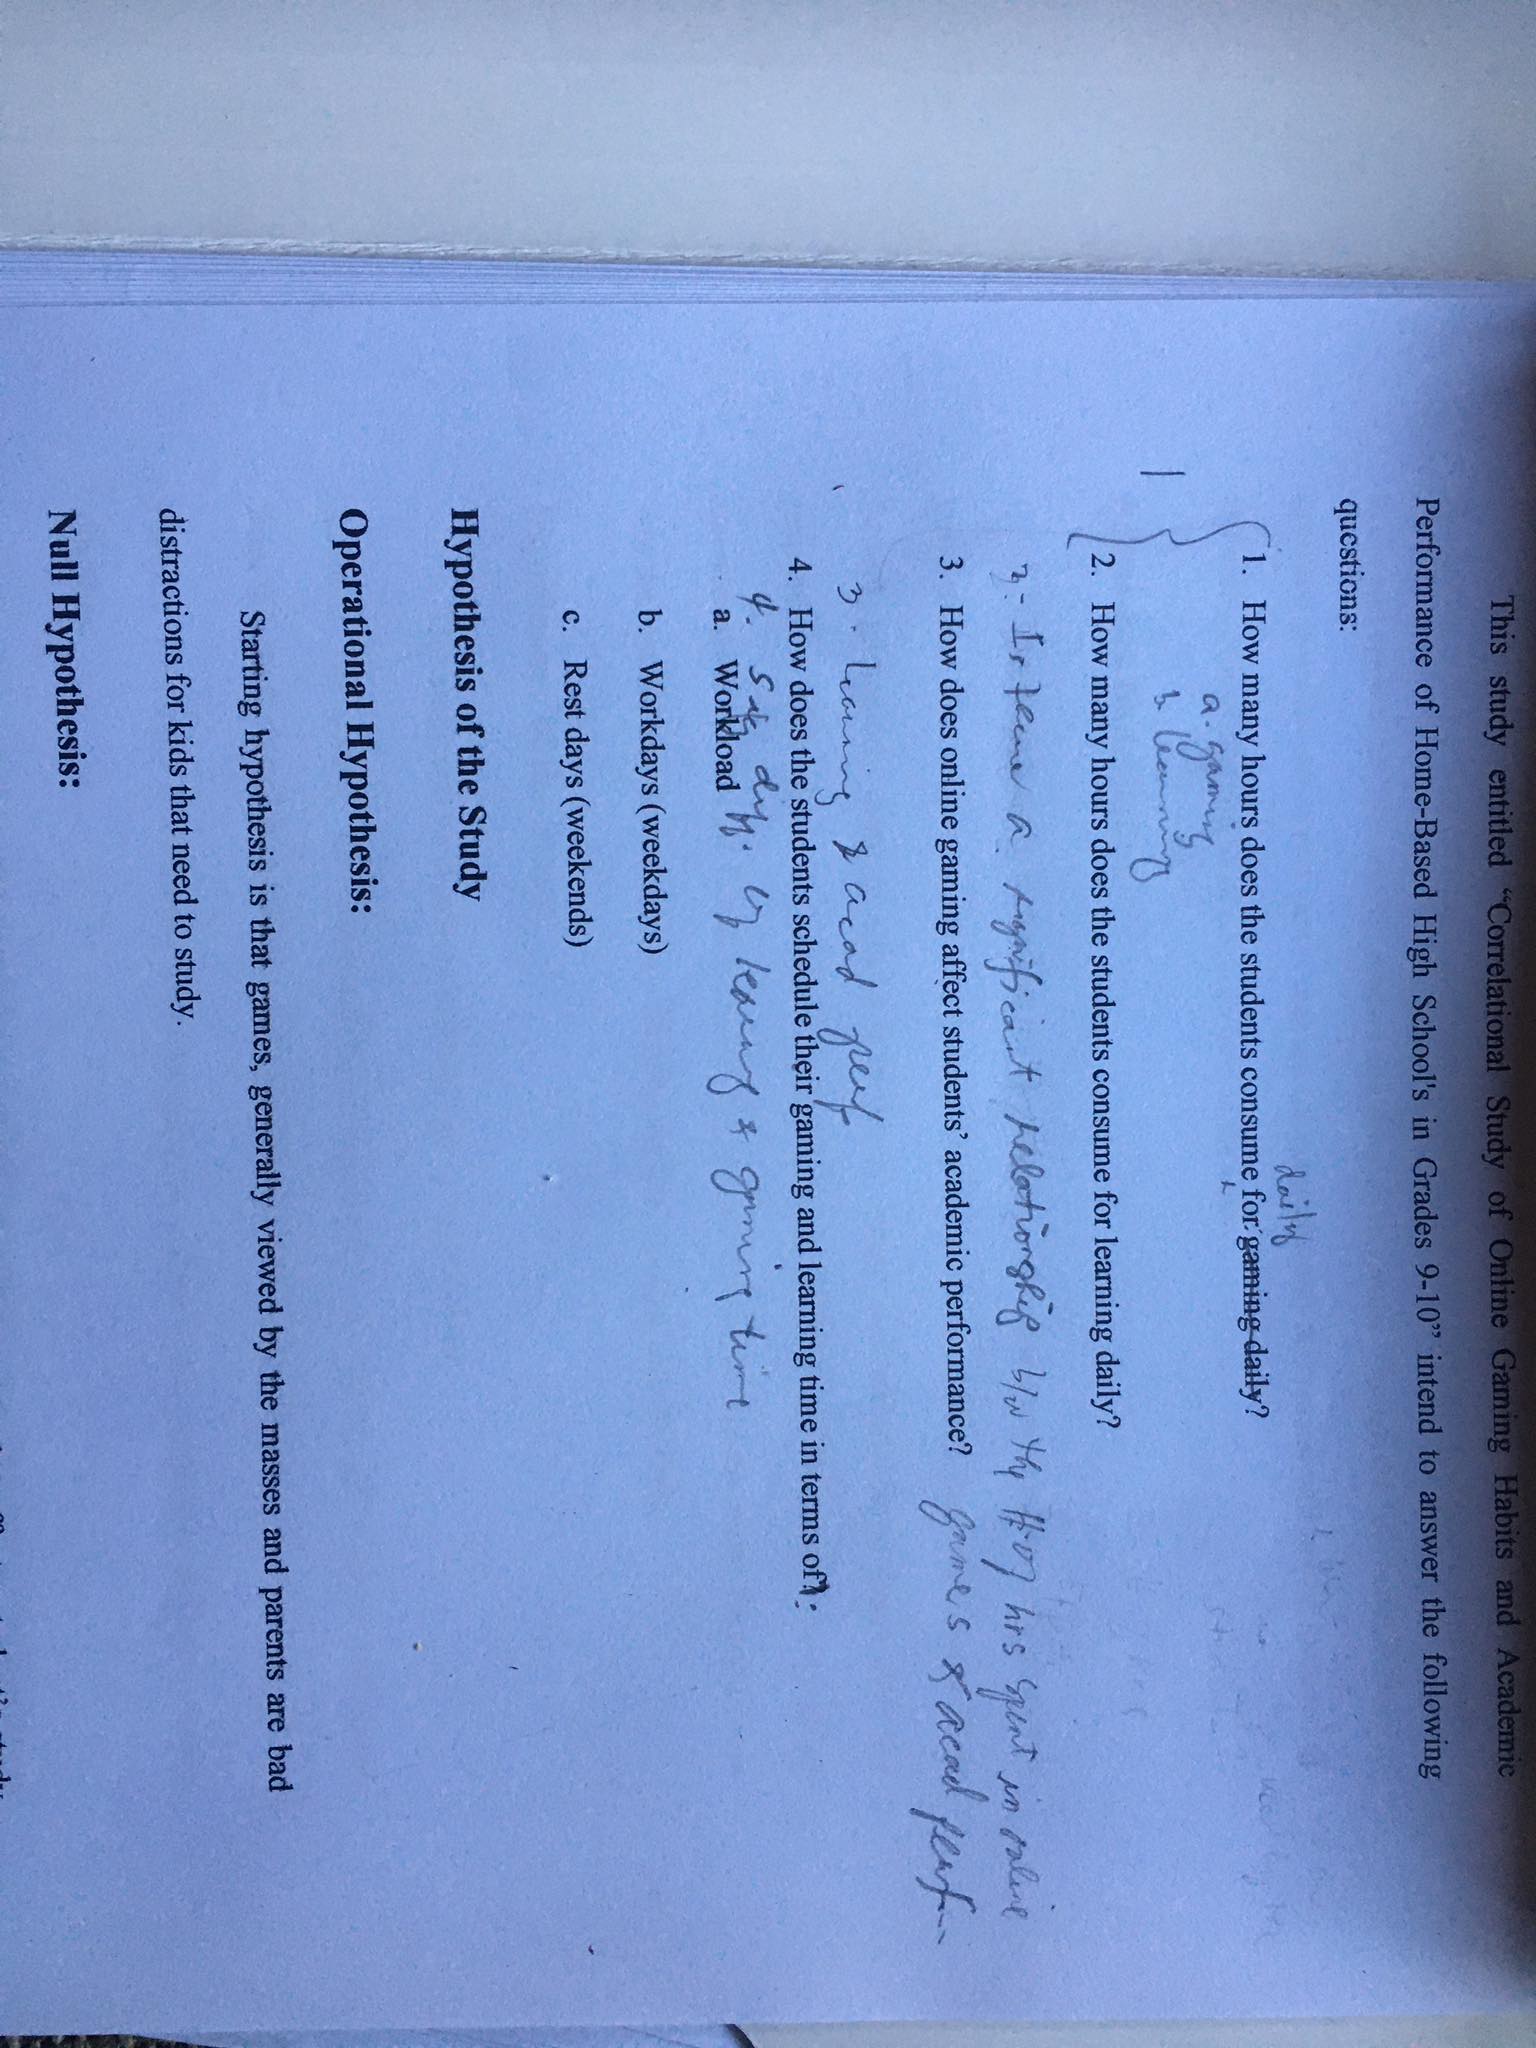 This study entitled “Correlational Study of Online Gaming Habits and Academic
Performance of Home-Based High School's in Grades 9-10” intend to answer the following
questions:
daily
1. How many hours does the students consume for gaming daily?
a. gaming
b. learning
1
2. How many hours does the students consume for learning daily?
2- Is there a significant relationship b/w the # of hrs spent in online
3. How does online gaming affect students’ academic performance? games & acad perf
3. learning & acad perf
4. How does the students schedule their gaming and learning time in terms of:
4. diff. learning & gaming time
a. Workload
b. Workdays (weekdays)
c. Rest days (weekends)
Hypothesis of the Study
Operational Hypothesis:
Starting hypothesis is that games, generally viewed by the masses and parents are bad
distractions for kids that need to study.
Null Hypothesis: